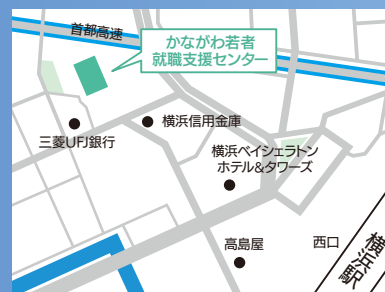 首都高速
かながわ若者
就職支援センター
横浜信用金庫
三菱UFJ銀行
横浜ベイシェラトン
ホテル&タワーズ
高島屋
西口
横浜駅